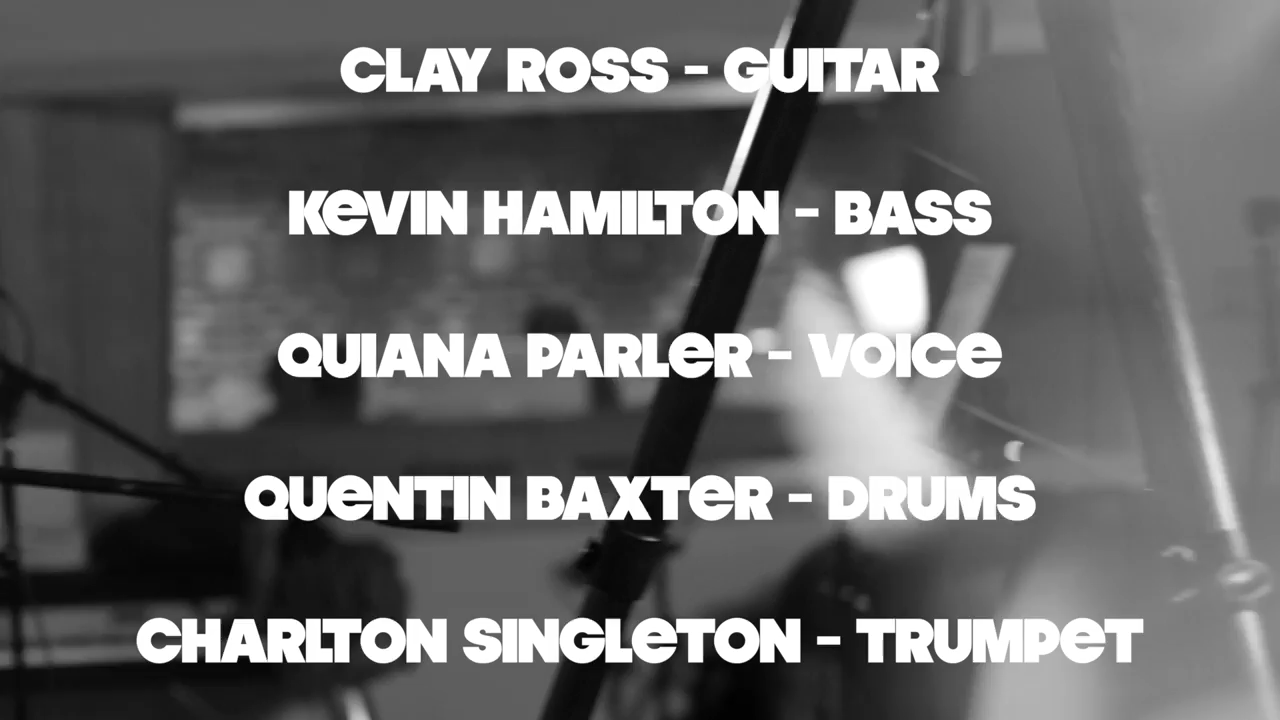 CLAY ROSS - GUITAR
KeVIN HAMILTON - BASS
QUIANA PARLeR - VOICe
QUeNTIN BAXTeR - DRUMS
CHARLTON SINGLeTON - TRUMPeT